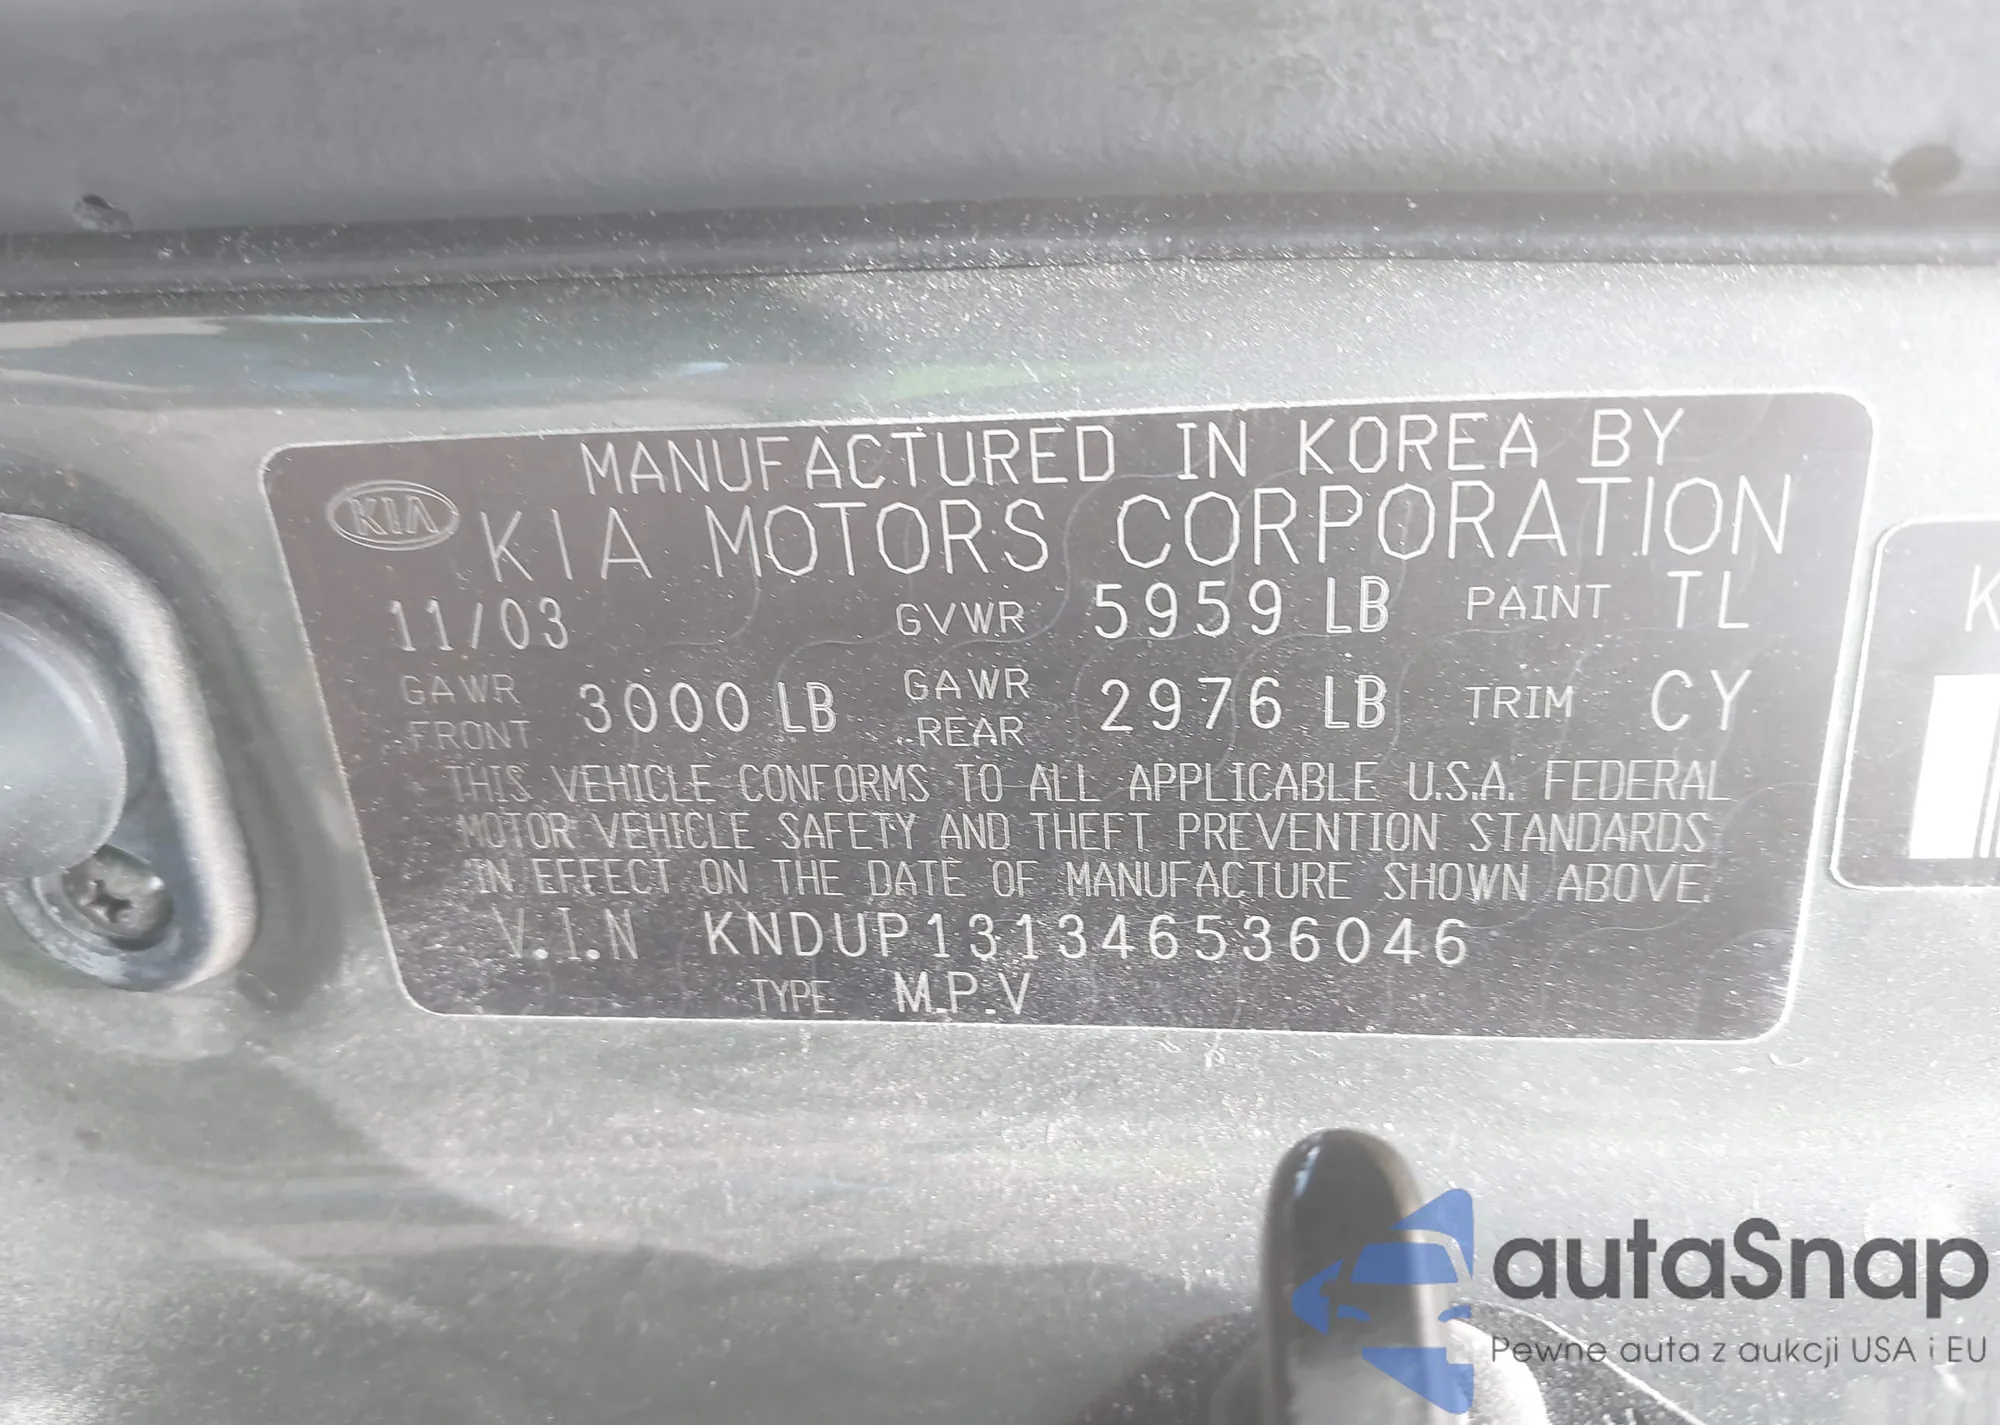 MANUFACTURED IN KOREA BY
KIA KIA MOTORS CORPORATION
11/03 GVWR 5959 LB PAINT TL
GAWR FRONT 3000 LB GAWR REAR 2976 LB TRIM CY
THIS VEHICLE CONFORMS TO ALL APPLICABLE U.S.A. FEDERAL
MOTOR VEHICLE SAFETY AND THEFT PREVENTION STANDARDS
IN EFFECT ON THE DATE OF MANUFACTURE SHOWN ABOVE.
V.I.N KNDUP131346536046
TYPE M.P.V
K
autaSnap
Pewne auta z aukcji USA i EU